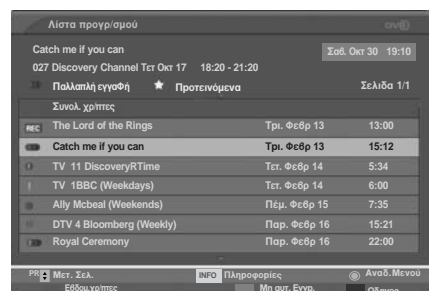 Λίστα προγρ/σμού
Catch me if you can
Σαβ. Οκτ 30 19:10
027 Discovery Channel Τετ Οκτ 17 18:20 - 21:20
Παλλαπλή εγγαΦή ★ Προτεινόμενα Σελιδα 1/1
Συνολ. χρ/πτες
REC The Lord of the Rings Τρι. Φεβρ 13 13:00
Catch me if you can Τρι. Φεβρ 13 15:12
TV 11 DiscoveryRTime Τετ. Φεβρ 14 5:34
TV 1BBC (Weekdays) Τετ. Φεβρ 14 6:00
Ally Mcbeal (Weekends) Πέμ. Φεβρ 15 7:35
DTV 4 Bloomberg (Weekly) Παρ. Φεβρ 16 15:21
Royal Ceremony Παρ. Φεβρ 16 22:00
PR Μετ. Σελ. INFO Πληροφορίες Αναδ.Μενού
Εβδομ.χρ/πτες Μη αυτ. Εγγρ. Οδηγος